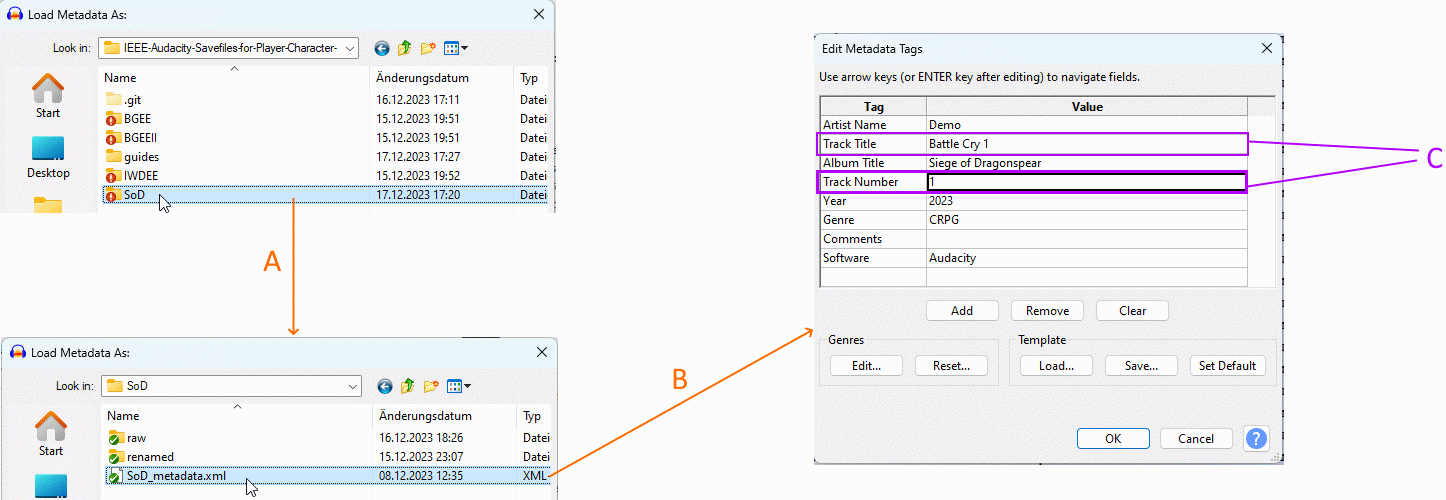 Load Metadata As:
Look in: IEEE-Audacity-Savefiles-for-Player-Character-
Name Änderungsdatum Typ
.git 16.12.2023 17:11 Datei
BGEE 15.12.2023 19:51 Datei
BGEEII 15.12.2023 19:51 Datei
guides 17.12.2023 17:27 Datei
IWDEE 15.12.2023 19:52 Datei
SoD 17.12.2023 17:20 Datei
Start
Desktop
A
Load Metadata As:
Look in: SoD
Name Änderungsdatum Typ
raw 16.12.2023 18:26 Datei
renamed 15.12.2023 23:07 Datei
SoD_metadata.xml 08.12.2023 12:35 XML-
Start
B
Edit Metadata Tags
Use arrow keys (or ENTER key after editing) to navigate fields.
Tag Value
Artist Name Demo
Track Title Battle Cry 1
Album Title Siege of Dragonspear
Track Number 1
Year 2023
Genre CRPG
Comments
Software Audacity
Add Remove Clear
Genres Template
Edit... Reset... Load... Save... Set Default
OK Cancel ?
C